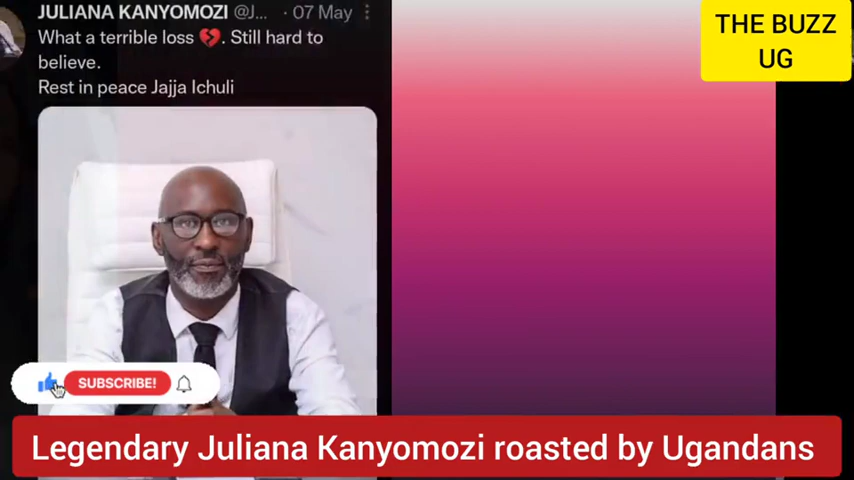 JULIANA KANYOMOZI @J... · 07 May
What a terrible loss 💔. Still hard to
believe.
Rest in peace Jajja Ichuli
THE BUZZ
UG
SUBSCRIBE!
Legendary Juliana Kanyomozi roasted by Ugandans